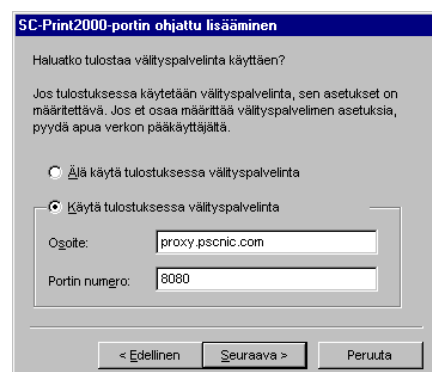 SC-Print2000-portin ohjattu lisääminen
Haluatko tulostaa välityspalvelinta käyttäen?
Jos tulostuksessa käytetään välityspalvelinta, sen asetukset on
määritettävä. Jos et osaa määrittää välityspalvelimen asetuksia,
pyydä apua verkon pääkäyttäjältä.
Älä käytä tulostuksessa välityspalvelinta
Käytä tulostuksessa välityspalvelinta
Osoite: proxy.pscnic.com
Portin numero: 8080
< Edellinen Seuraava > Peruuta